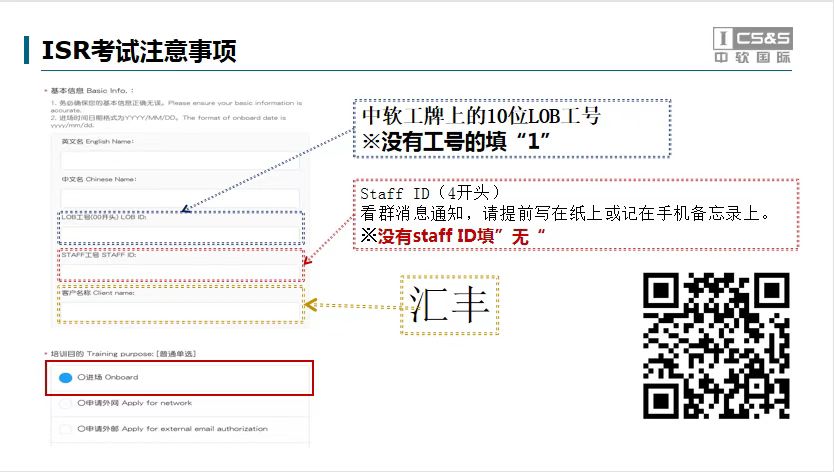 ISR考试注意事项
I CS&S
中软国际
* 基本信息 Basic Info.：
1. 务必确保您的基本信息正确无误。Please ensure your basic information is
accurate.
2. 进场时间日期格式为YYYY/MM/DD。The format of onboard date is
yyyy/mm/dd.
英文名 English Name:
中文名 Chinese Name:
LOB工号(00开头) LOB ID:
STAFF工号 STAFF ID:
客户名称 Client name:
中软工牌上的10位LOB工号
※没有工号的填“1”
Staff ID（4开头）
看群消息通知，请提前写在纸上或记在手机备忘录上。
※没有staff ID填”无“
汇丰
* 培训目的 Training purpose: [普通单选]
〇进场 Onboard
〇申请外网 Apply for network
〇申请外邮 Apply for external email authorization